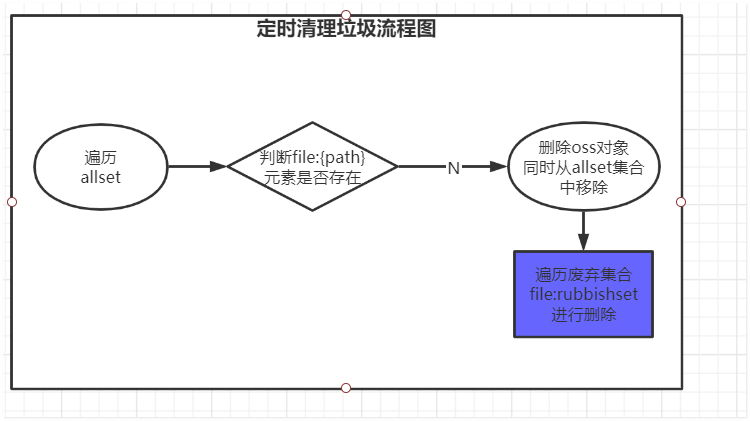 定时清理垃圾流程图
遍历
allset
判断file:{path}
元素是否存在
N
删除oss对象
同时从allset集合
中移除
遍历废弃集合
file:rubbishset
进行删除